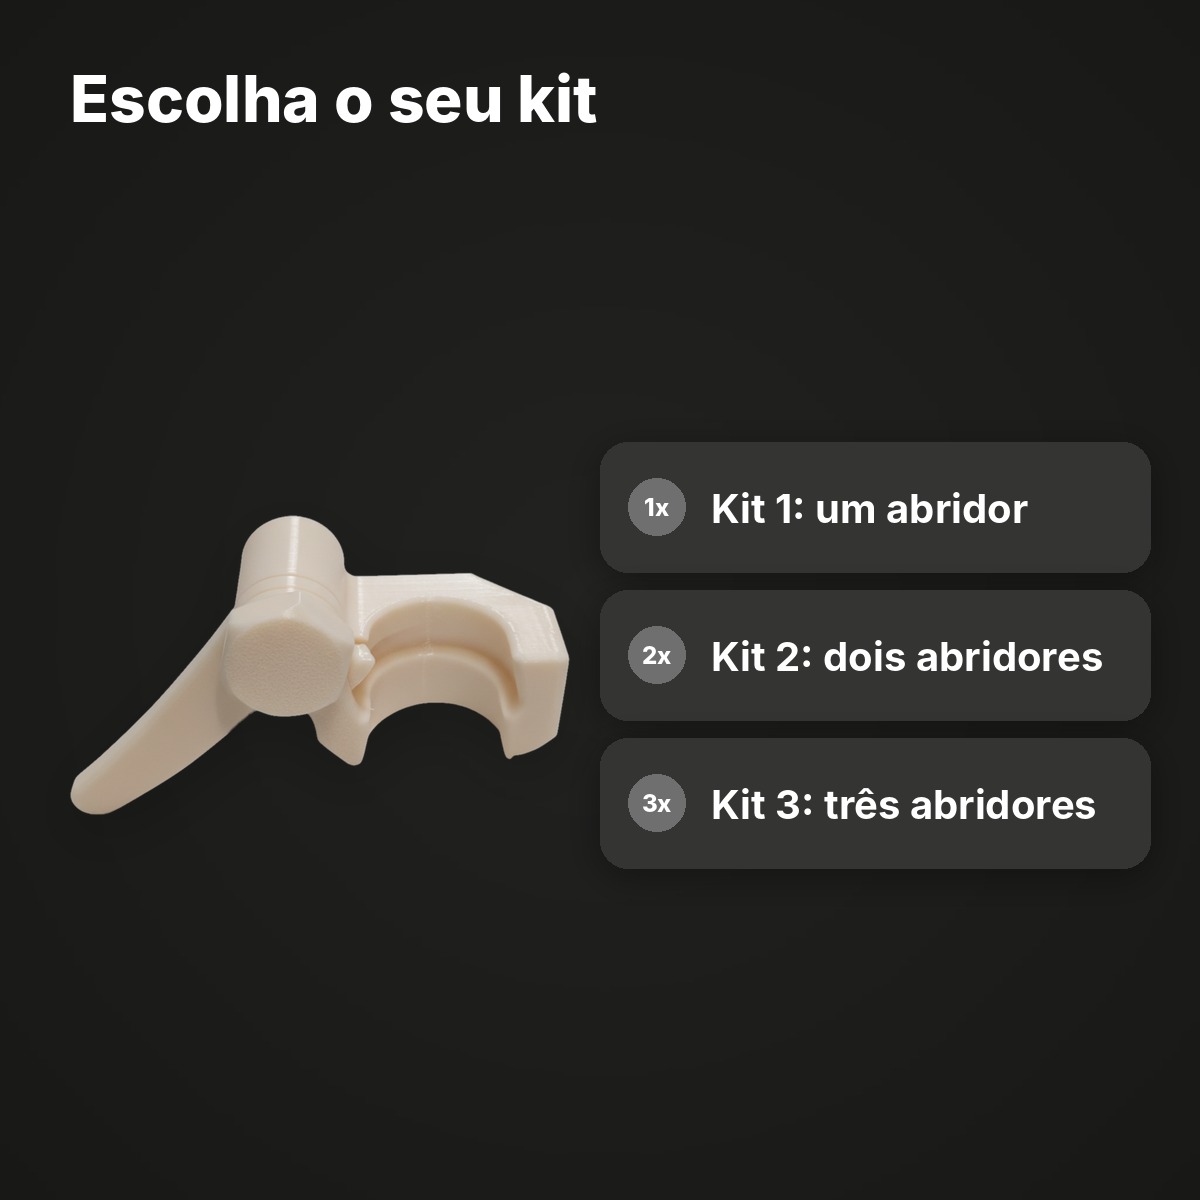 Escolha o seu kit
1x Kit 1: um abridor
2x Kit 2: dois abridores
3x Kit 3: três abridores